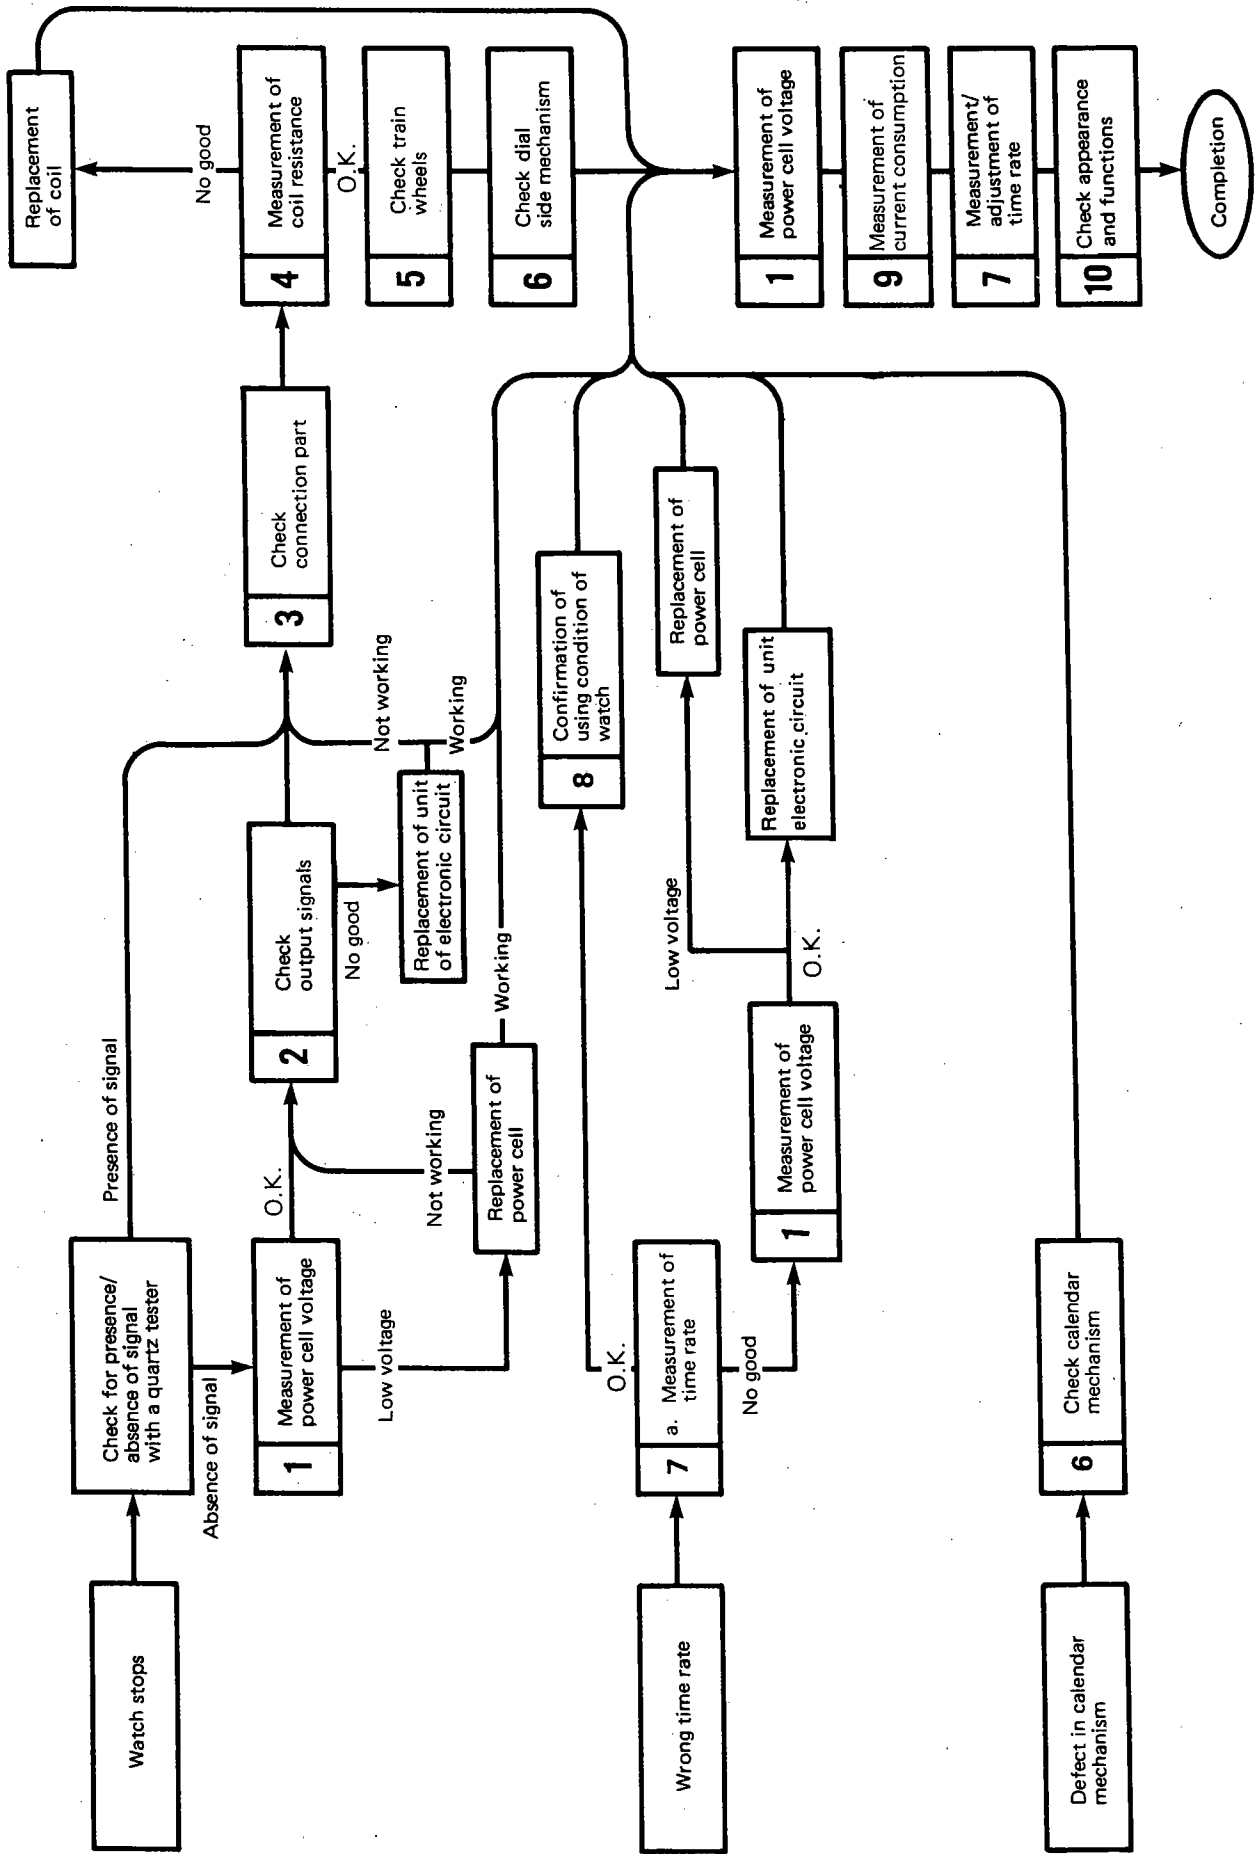 Watch stops
Check for presence/
absence of signal
with a quartz tester
Presence of signal
Absence of signal
1
Measurement of
power cell voltage
O.K.
Low voltage
Replacement of
power cell
Not working
Working
2
Check
output signals
No good
Replacement of unit
of electronic circuit
Not working
Working
3
Check
connection part
4
Measurement of
coil resistance
No good
Replacement
of coil
O.K.
5
Check train
wheels
6
Check dial
side mechanism
Wrong time rate
7
a. Measurement of
time rate
O.K.
8
Confirmation of
using condition of
watch
No good
1
Measurement of
power cell voltage
Low voltage
Replacement of
power cell
O.K.
Replacement of unit
electronic circuit
Defect in calendar
mechanism
6
Check calendar
mechanism
1
Measurement of
power cell voltage
9
Measurement of
current consumption
7
Measurement/
adjustment of
time rate
10
Check appearance
and functions
Completion